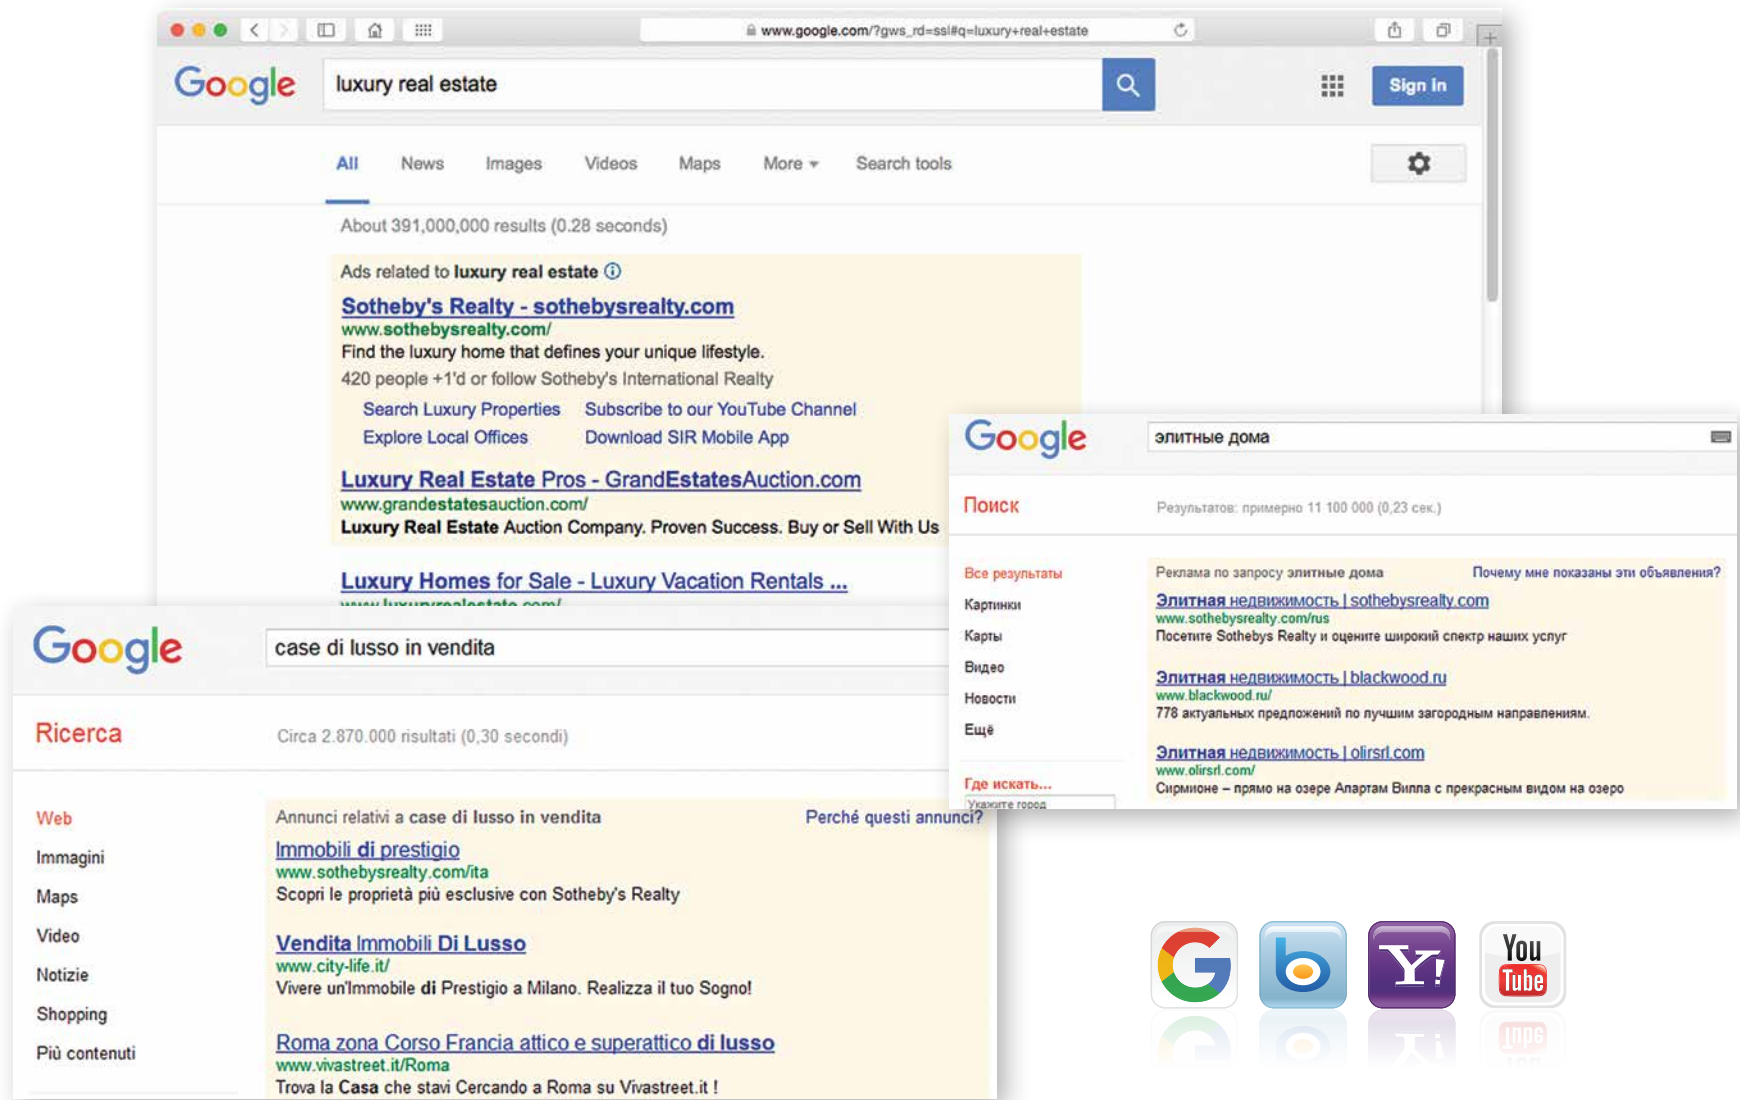 www.google.com/?gws_rd=ssl#q=luxury+real+estate
Google
luxury real estate
Sign in
All News Images Videos Maps More Search tools
About 391,000,000 results (0.28 seconds)
Ads related to luxury real estate
Sotheby's Realty - sothebysrealty.com
www.sothebysrealty.com/
Find the luxury home that defines your unique lifestyle.
420 people +1'd or follow Sotheby's International Realty
Search Luxury Properties Subscribe to our YouTube Channel
Explore Local Offices Download SIR Mobile App
Luxury Real Estate Pros - GrandEstatesAuction.com
www.grandestatesauction.com/
Luxury Real Estate Auction Company. Proven Success. Buy or Sell With Us
Luxury Homes for Sale - Luxury Vacation Rentals ...
www.luxuryrealestate.com/
Google
элитные дома
Поиск
Результатов: примерно 11 100 000 (0,23 сек.)
Все результаты
Картинки
Карты
Видео
Новости
Ещё
Где искать...
Укажите город
Реклама по запросу элитные дома Почему мне показаны эти объявления?
Элитная недвижимость | sothebysrealty.com
www.sothebysrealty.com/rus
Посетите Sothebys Realty и оцените широкий спектр наших услуг
Элитная недвижимость | blackwood.ru
www.blackwood.ru/
778 актуальных предложений по лучшим загородным направлениям.
Элитная недвижимость | olirsrl.com
www.olirsrl.com/
Сирмионе – прямо на озере Апартам Вилла с прекрасным видом на озеро
Google
case di lusso in vendita
Ricerca
Circa 2.870.000 risultati (0,30 secondi)
Web
Immagini
Maps
Video
Notizie
Shopping
Più contenuti
Annunci relativi a case di lusso in vendita Perché questi annunci?
Immobili di prestigio
www.sothebysrealty.com/ita
Scopri le proprietà più esclusive con Sotheby's Realty
Vendita Immobili Di Lusso
www.city-life.it/
Vivere un'Immobile di Prestigio a Milano. Realizza il tuo Sogno!
Roma zona Corso Francia attico e superattico di lusso
www.vivastreet.it/Roma
Trova la Casa che stavi Cercando a Roma su Vivastreet.it !
G
b
Y!
You
Tube